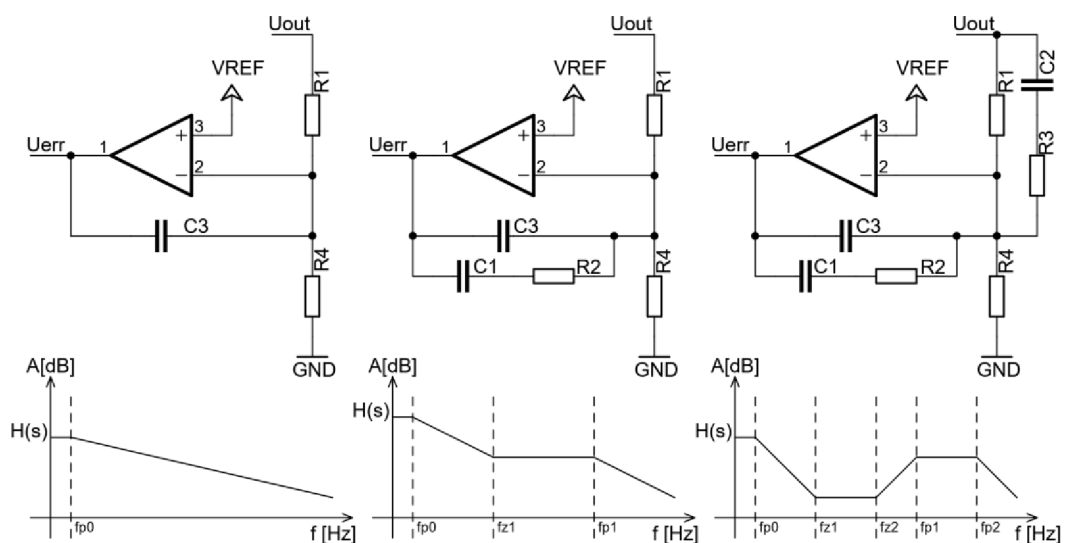 Uout
VREF
R1
Uerr
1
+
3
−
2
C3
R4
GND
Uout
VREF
R1
Uerr
1
+
3
−
2
C3
C1
R2
R4
GND
Uout
VREF
R1
C2
R3
Uerr
1
+
3
−
2
C3
C1
R2
R4
GND
A[dB]
H(s)
fp0
f [Hz]
A[dB]
H(s)
fp0
fz1
fp1
f [Hz]
A[dB]
H(s)
fp0
fz1
fz2
fp1
fp2
f [Hz]